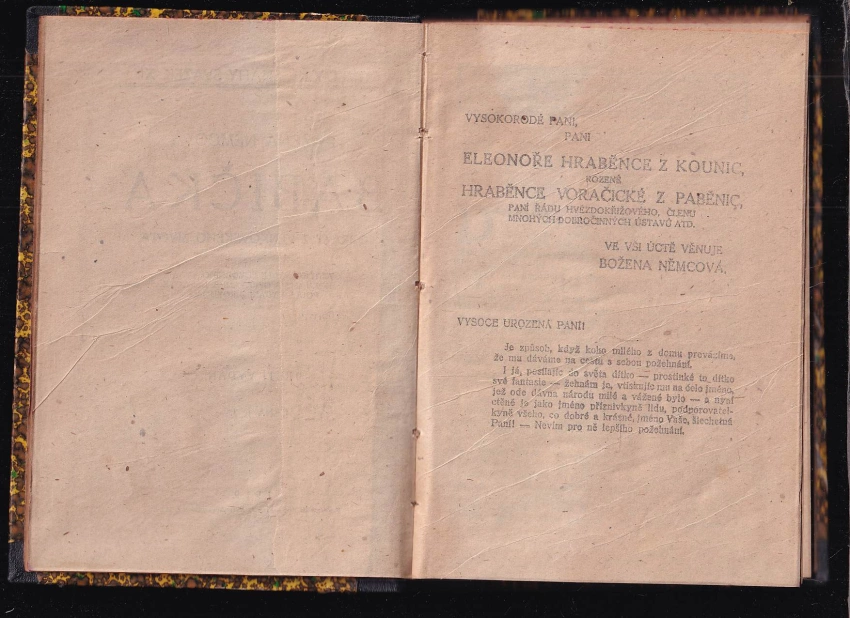 VYSOKORODÉ PANÍ,
PANÍ
ELEONOŘE HRABĚNCE Z KOUNIC,
ROZENÉ
HRABĚNCE VORAČICKÉ Z PABĚNIC,
PANÍ ŘÁDU HVĚZDOKŘÍŽOVÉHO, ČLENU
MNOHÝCH DOBROČINNÝCH ÚSTAVŮ ATD.
VE VŠÍ ÚCTĚ VĚNUJE
BOŽENA NĚMCOVÁ.
VYSOCE UROZENÁ PANÍ!
Je způsob, když koho milého z domu provázíme,
že mu dáváme na cestu s sebou požehnání.
I já, posílajíc do světa dítko — prostinké to dítko
své fantasie — žehnám jo, vtisknujíc mu na čelo jméno,
jež ode dávna národu milé a vážené bylo — a nyní
ctěné je jako jméno příznivkyně lidu, podporovatel-
kyně všeho, co dobré a krásné, jméno Vaše, šlechetná
Paní! — Nevím pro ně lepšího požehnání.